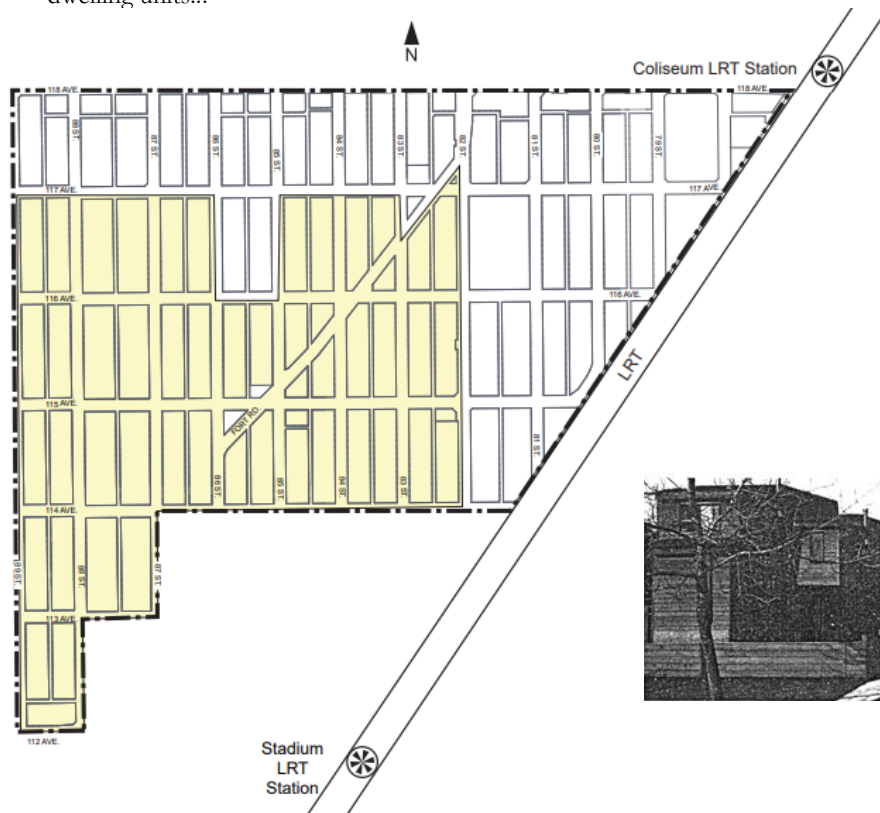 dwelling units...
N
Coliseum LRT Station
118 AVE.
118 AVE.
88 ST.
87 ST.
86 ST.
85 ST.
84 ST.
83 ST.
82 ST.
81 ST.
80 ST.
79 ST.
117 AVE.
117 AVE.
116 AVE.
116 AVE.
LRT
115 AVE.
FORT RD.
81 ST.
86 ST.
85 ST.
84 ST.
83 ST.
114 AVE.
89 ST.
88 ST.
87 ST.
113 AVE.
112 AVE.
Stadium
LRT
Station